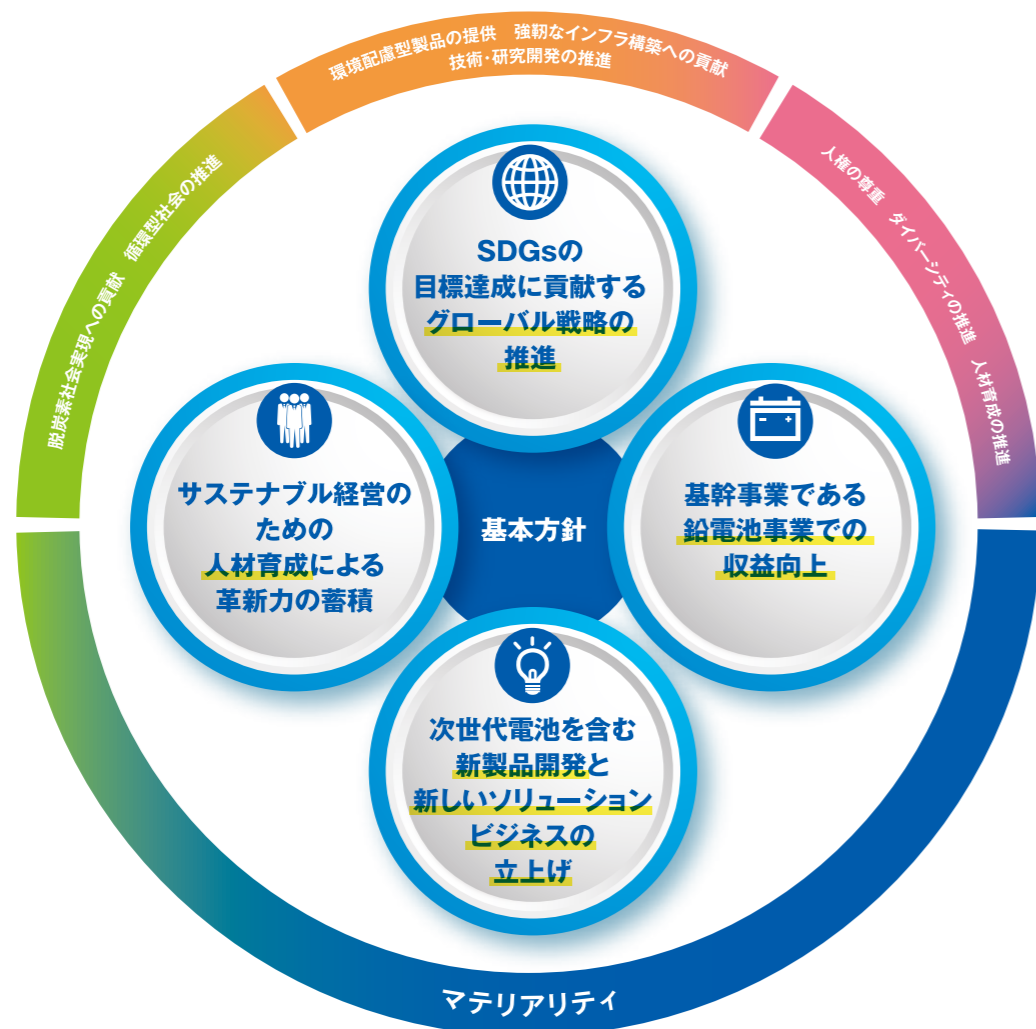 環境配慮型製品の提供　強靭なインフラ構築への貢献
技術・研究開発の推進
脱炭素社会実現への貢献　循環型社会の推進
人権の尊重　ダイバーシティの推進　人材育成の推進
SDGsの
目標達成に貢献する
グローバル戦略の
推進
サステナブル経営の
ための
人材育成による
革新力の蓄積
基本方針
基幹事業である
鉛電池事業での
収益向上
次世代電池を含む
新製品開発と
新しいソリューション
ビジネスの
立上げ
マテリアリティ